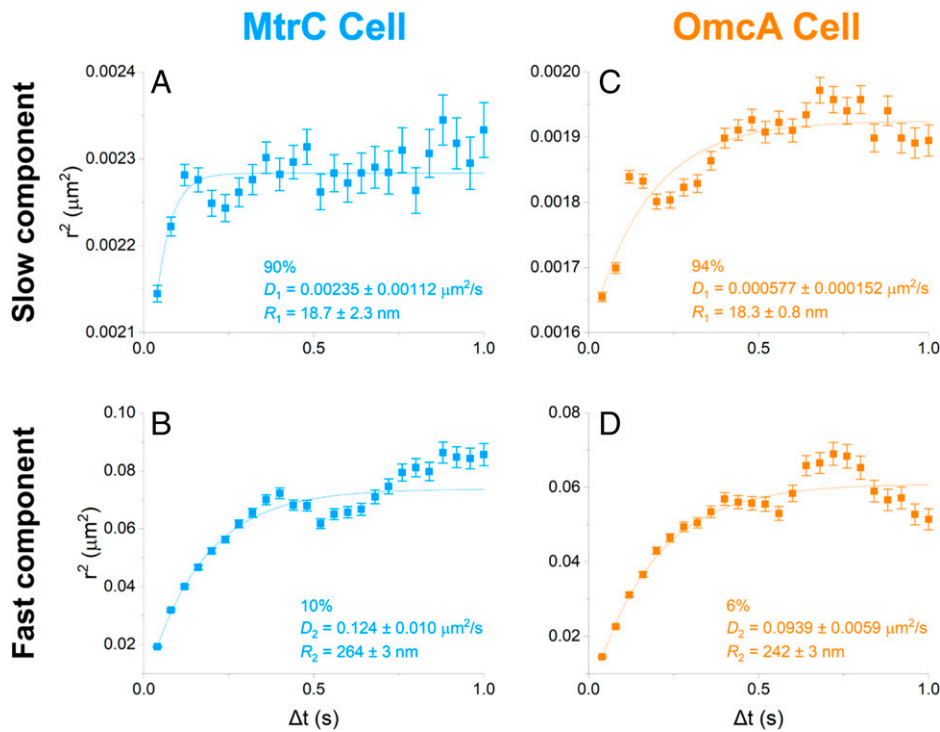 MtrC Cell
OmcA Cell
Slow component
A
r² (µm²)
0.0024
0.0023
0.0022
0.0021
0.0
0.5
1.0
90%
D₁ = 0.00235 ± 0.00112 µm²/s
R₁ = 18.7 ± 2.3 nm
C
0.0020
0.0019
0.0018
0.0017
0.0016
0.0
0.5
1.0
94%
D₁ = 0.000577 ± 0.000152 µm²/s
R₁ = 18.3 ± 0.8 nm
Fast component
B
r² (µm²)
0.10
0.08
0.06
0.04
0.02
0.0
0.5
1.0
Δt (s)
10%
D₂ = 0.124 ± 0.010 µm²/s
R₂ = 264 ± 3 nm
D
0.08
0.06
0.04
0.02
0.0
0.5
1.0
Δt (s)
6%
D₂ = 0.0939 ± 0.0059 µm²/s
R₂ = 242 ± 3 nm